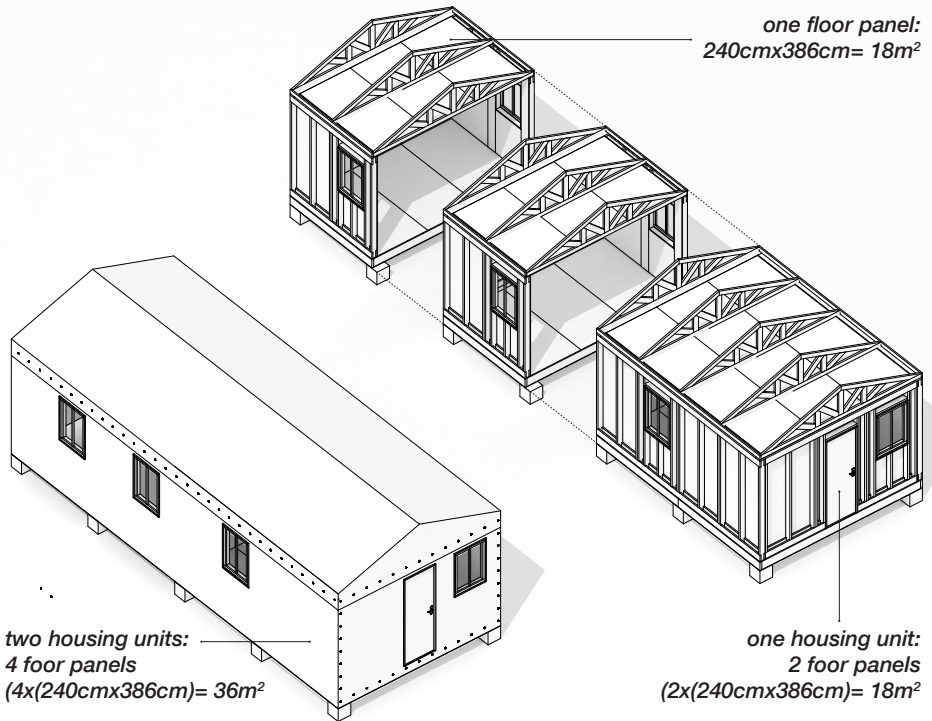 one floor panel:
240cmx386cm= 18m²
two housing units:
4 foor panels
(4x(240cmx386cm)= 36m²
one housing unit:
2 foor panels
(2x(240cmx386cm)= 18m²